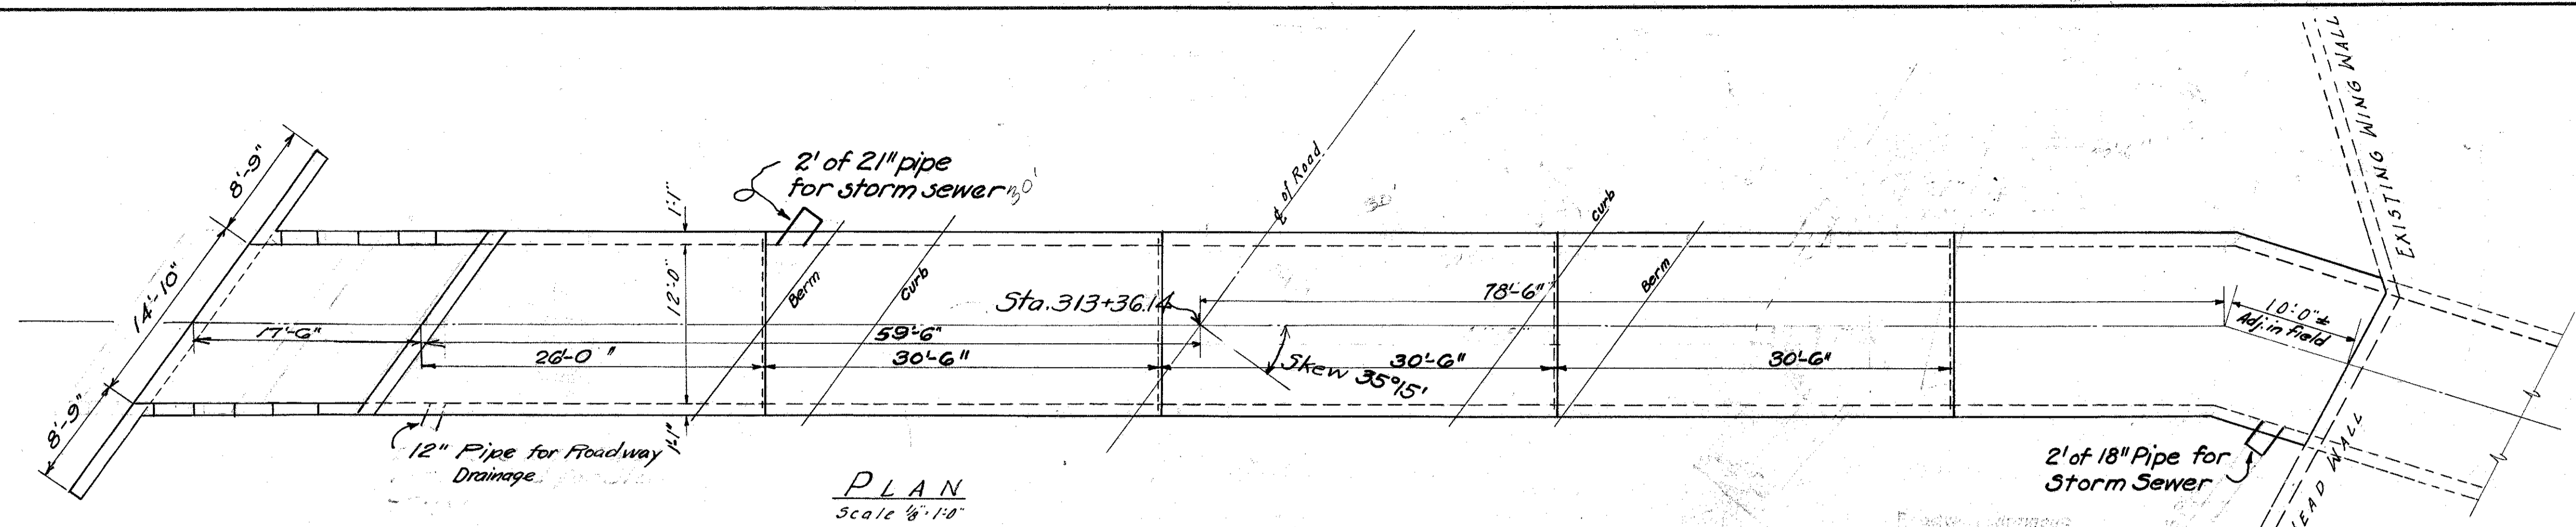 8'-9"
14'-10"
8'-9"
17'-6"
2' of 21" pipe
for storm sewer
30'
1'-1"
12'-0"
1'-1"
Berm
Curb
59'-6"
26'-0"
30'-6"
30'-6"
30'-6"
Sta. 313+36.14
℄ of Road
30'
78'-6"
Skew 35°15'
Curb
Berm
10'-0" ±
Adj. in field
EXISTING WING WALL
12" Pipe for Roadway
Drainage
2' of 18" Pipe for
Storm Sewer
HEAD WALL
PLAN
Scale 1/8"=1'-0"